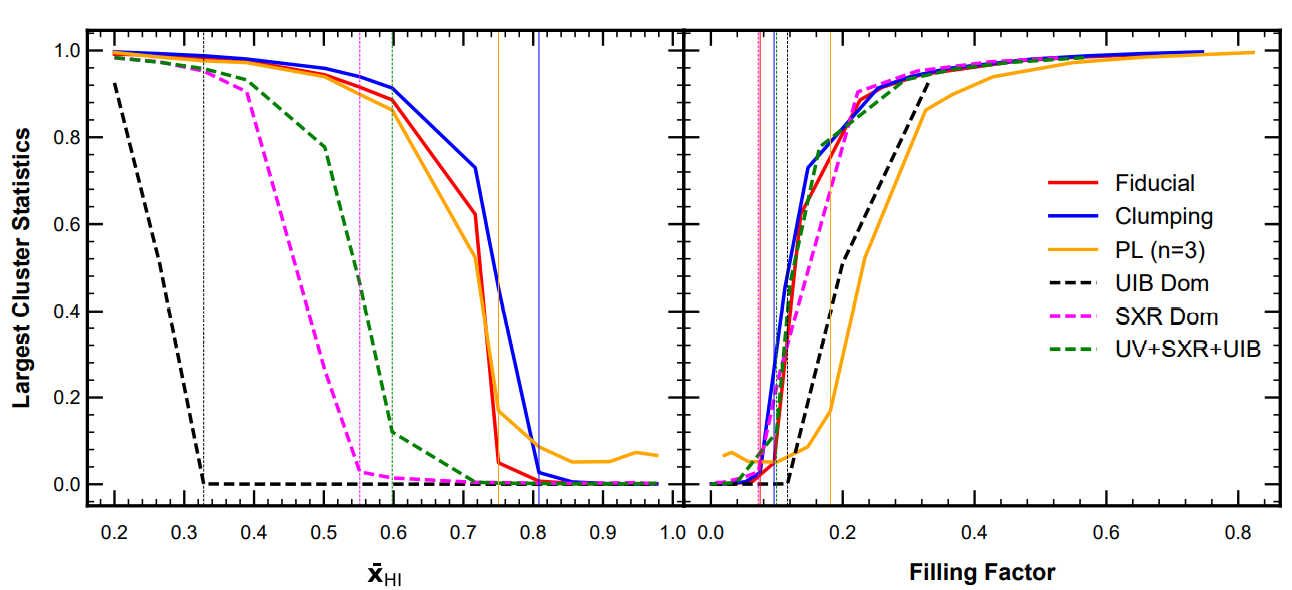 Largest Cluster Statistics
1.0
0.8
0.6
0.4
0.2
0.0
0.2 0.3 0.4 0.5 0.6 0.7 0.8 0.9 1.0
x̄HI
0.0 0.2 0.4 0.6 0.8
Filling Factor
Fiducial
Clumping
PL (n=3)
UIB Dom
SXR Dom
UV+SXR+UIB